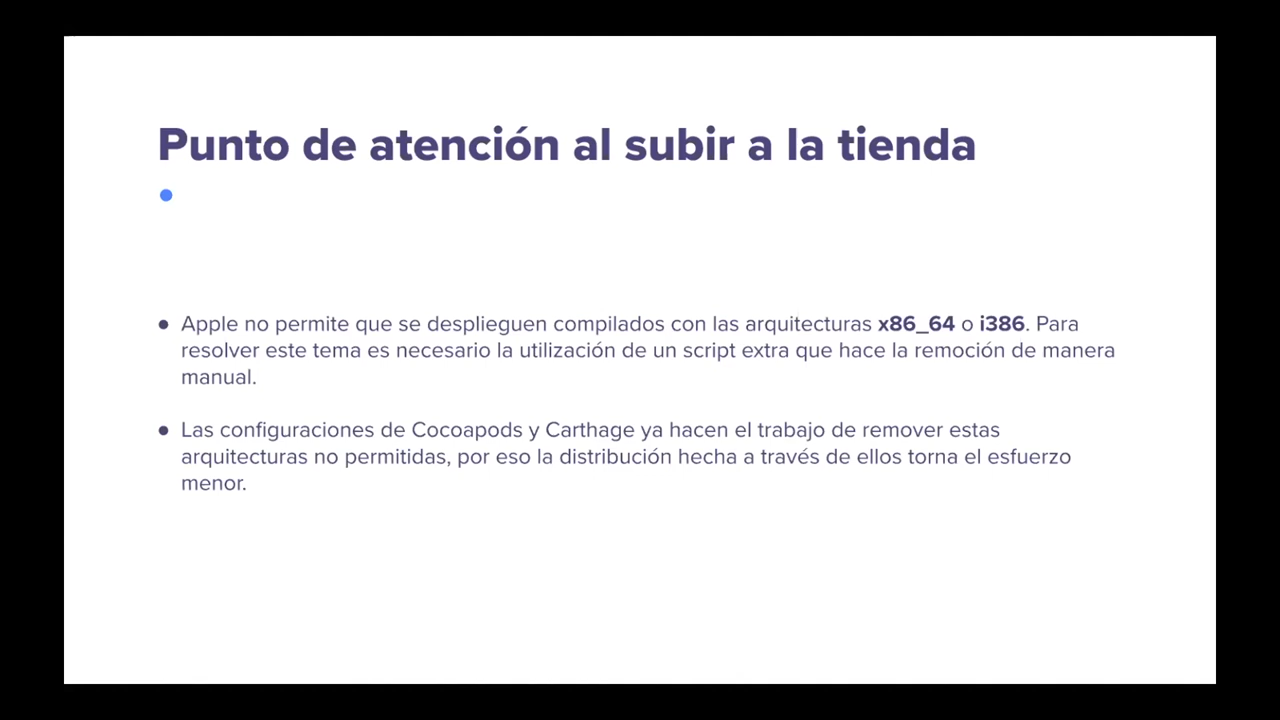 Punto de atención al subir a la tienda
● Apple no permite que se desplieguen compilados con las arquitecturas x86_64 o i386. Para
resolver este tema es necesario la utilización de un script extra que hace la remoción de manera
manual.
● Las configuraciones de Cocoapods y Carthage ya hacen el trabajo de remover estas
arquitecturas no permitidas, por eso la distribución hecha a través de ellos torna el esfuerzo
menor.